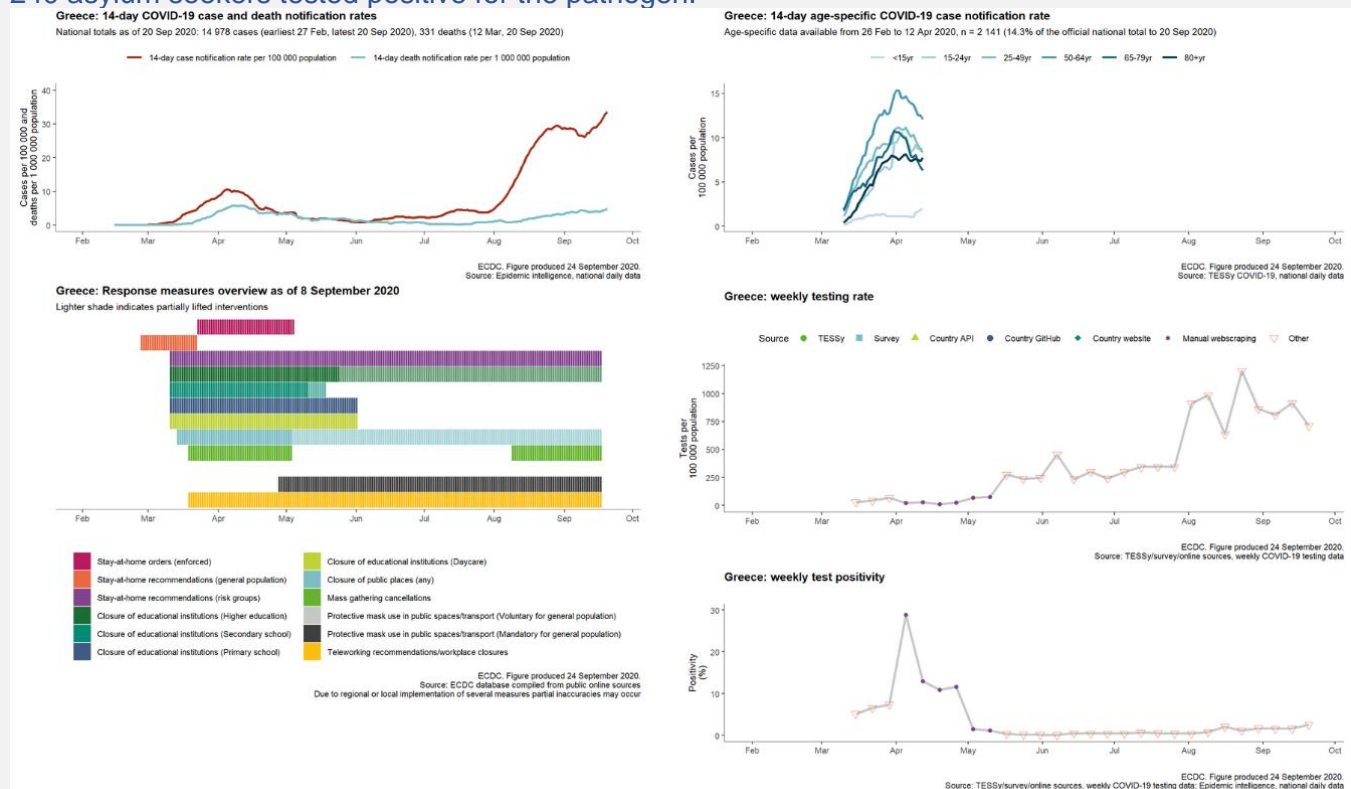 240 asylum seekers tested positive for the pathogen.
Greece: 14-day COVID-19 case and death notification rates
National totals as of 20 Sep 2020: 14 978 cases (earliest 27 Feb, latest 20 Sep 2020), 331 deaths (12 Mar, 20 Sep 2020)
14-day case notification rate per 100 000 population 14-day death notification rate per 1 000 000 population
Cases per 100 000 and
deaths per 1 000 000 population
40
30
20
10
0
Feb Mar Apr May Jun Jul Aug Sep Oct
ECDC. Figure produced 24 September 2020.
Source: Epidemic intelligence, national daily data
Greece: Response measures overview as of 8 September 2020
Lighter shade indicates partially lifted interventions
Feb Mar Apr May Jun Jul Aug Sep Oct
Stay-at-home orders (enforced)
Stay-at-home recommendations (general population)
Stay-at-home recommendations (risk groups)
Closure of educational institutions (Higher education)
Closure of educational institutions (Secondary school)
Closure of educational institutions (Primary school)
Closure of educational institutions (Daycare)
Closure of public places (any)
Mass gathering cancellations
Protective mask use in public spaces/transport (Voluntary for general population)
Protective mask use in public spaces/transport (Mandatory for general population)
Teleworking recommendations/workplace closures
ECDC. Figure produced 24 September 2020.
Source: ECDC database compiled from public online sources
Due to regional or local implementation of several measures partial inaccuracies may occur
Greece: 14-day age-specific COVID-19 case notification rate
Age-specific data available from 26 Feb to 12 Apr 2020, n = 2 141 (14.3% of the official national total to 20 Sep 2020)
<15yr 15-24yr 25-49yr 50-64yr 65-79yr 80+yr
Cases per
100 000 population
15
10
5
0
Feb Mar Apr May Jun Jul Aug Sep Oct
ECDC. Figure produced 24 September 2020.
Source: TESSy COVID-19, national data
Greece: weekly testing rate
Source TESSy Survey Country API Country GitHub Country website Manual webscraping Other
Tests per
100 000 population
1250
1000
750
500
250
0
Feb Mar Apr May Jun Jul Aug Sep Oct
ECDC. Figure produced 24 September 2020.
Source: TESSy/survey/online sources, weekly COVID-19 testing data
Greece: weekly test positivity
Positivity
(%)
30
20
10
0
Feb Mar Apr May Jun Jul Aug Sep Oct
ECDC. Figure produced 24 September 2020.
Source: TESSy/survey/online sources, weekly COVID-19 testing data; Epidemic intelligence, national daily data